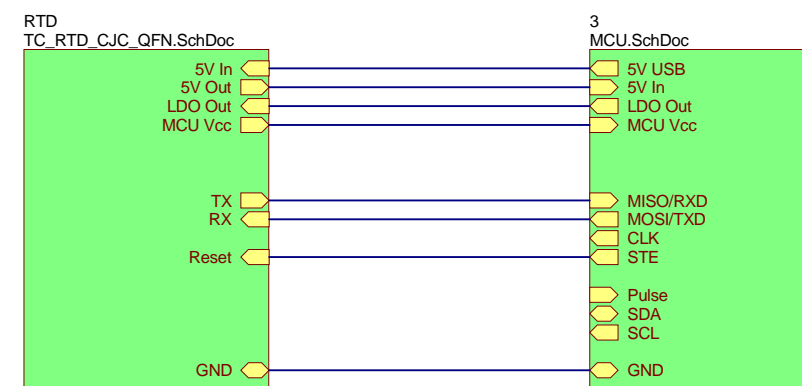 RTD
TC_RTD_CJC_QFN.SchDoc
3
MCU.SchDoc
5V In
5V USB
5V Out
5V In
LDO Out
LDO Out
MCU Vcc
MCU Vcc
TX
MISO/RXD
RX
MOSI/TXD
CLK
Reset
STE
Pulse
SDA
SCL
GND
GND